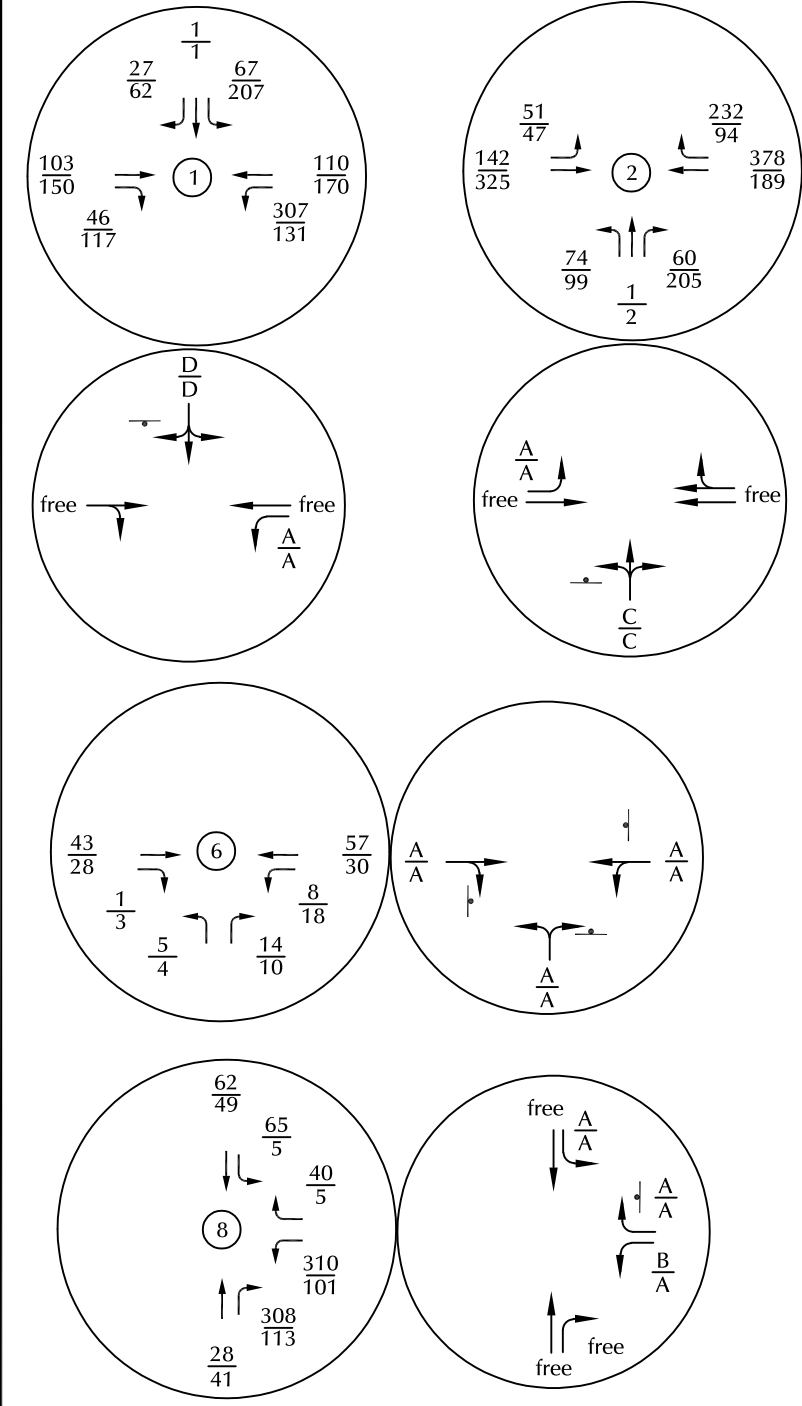 1/1
27/62 67/207
103/150 1 110/170
46/117 307/131
51/47 232/94
142/325 2 378/189
74/99 60/205
1/2
D/D
free free
A/A
A/A
free free
C/C
43/28 6 57/30
1/3 8/18
5/4 14/10
A/A A/A
A/A
62/49
65/5
40/5
8
310/101
308/113
28/41
free A/A
A/A
B/A
free
free